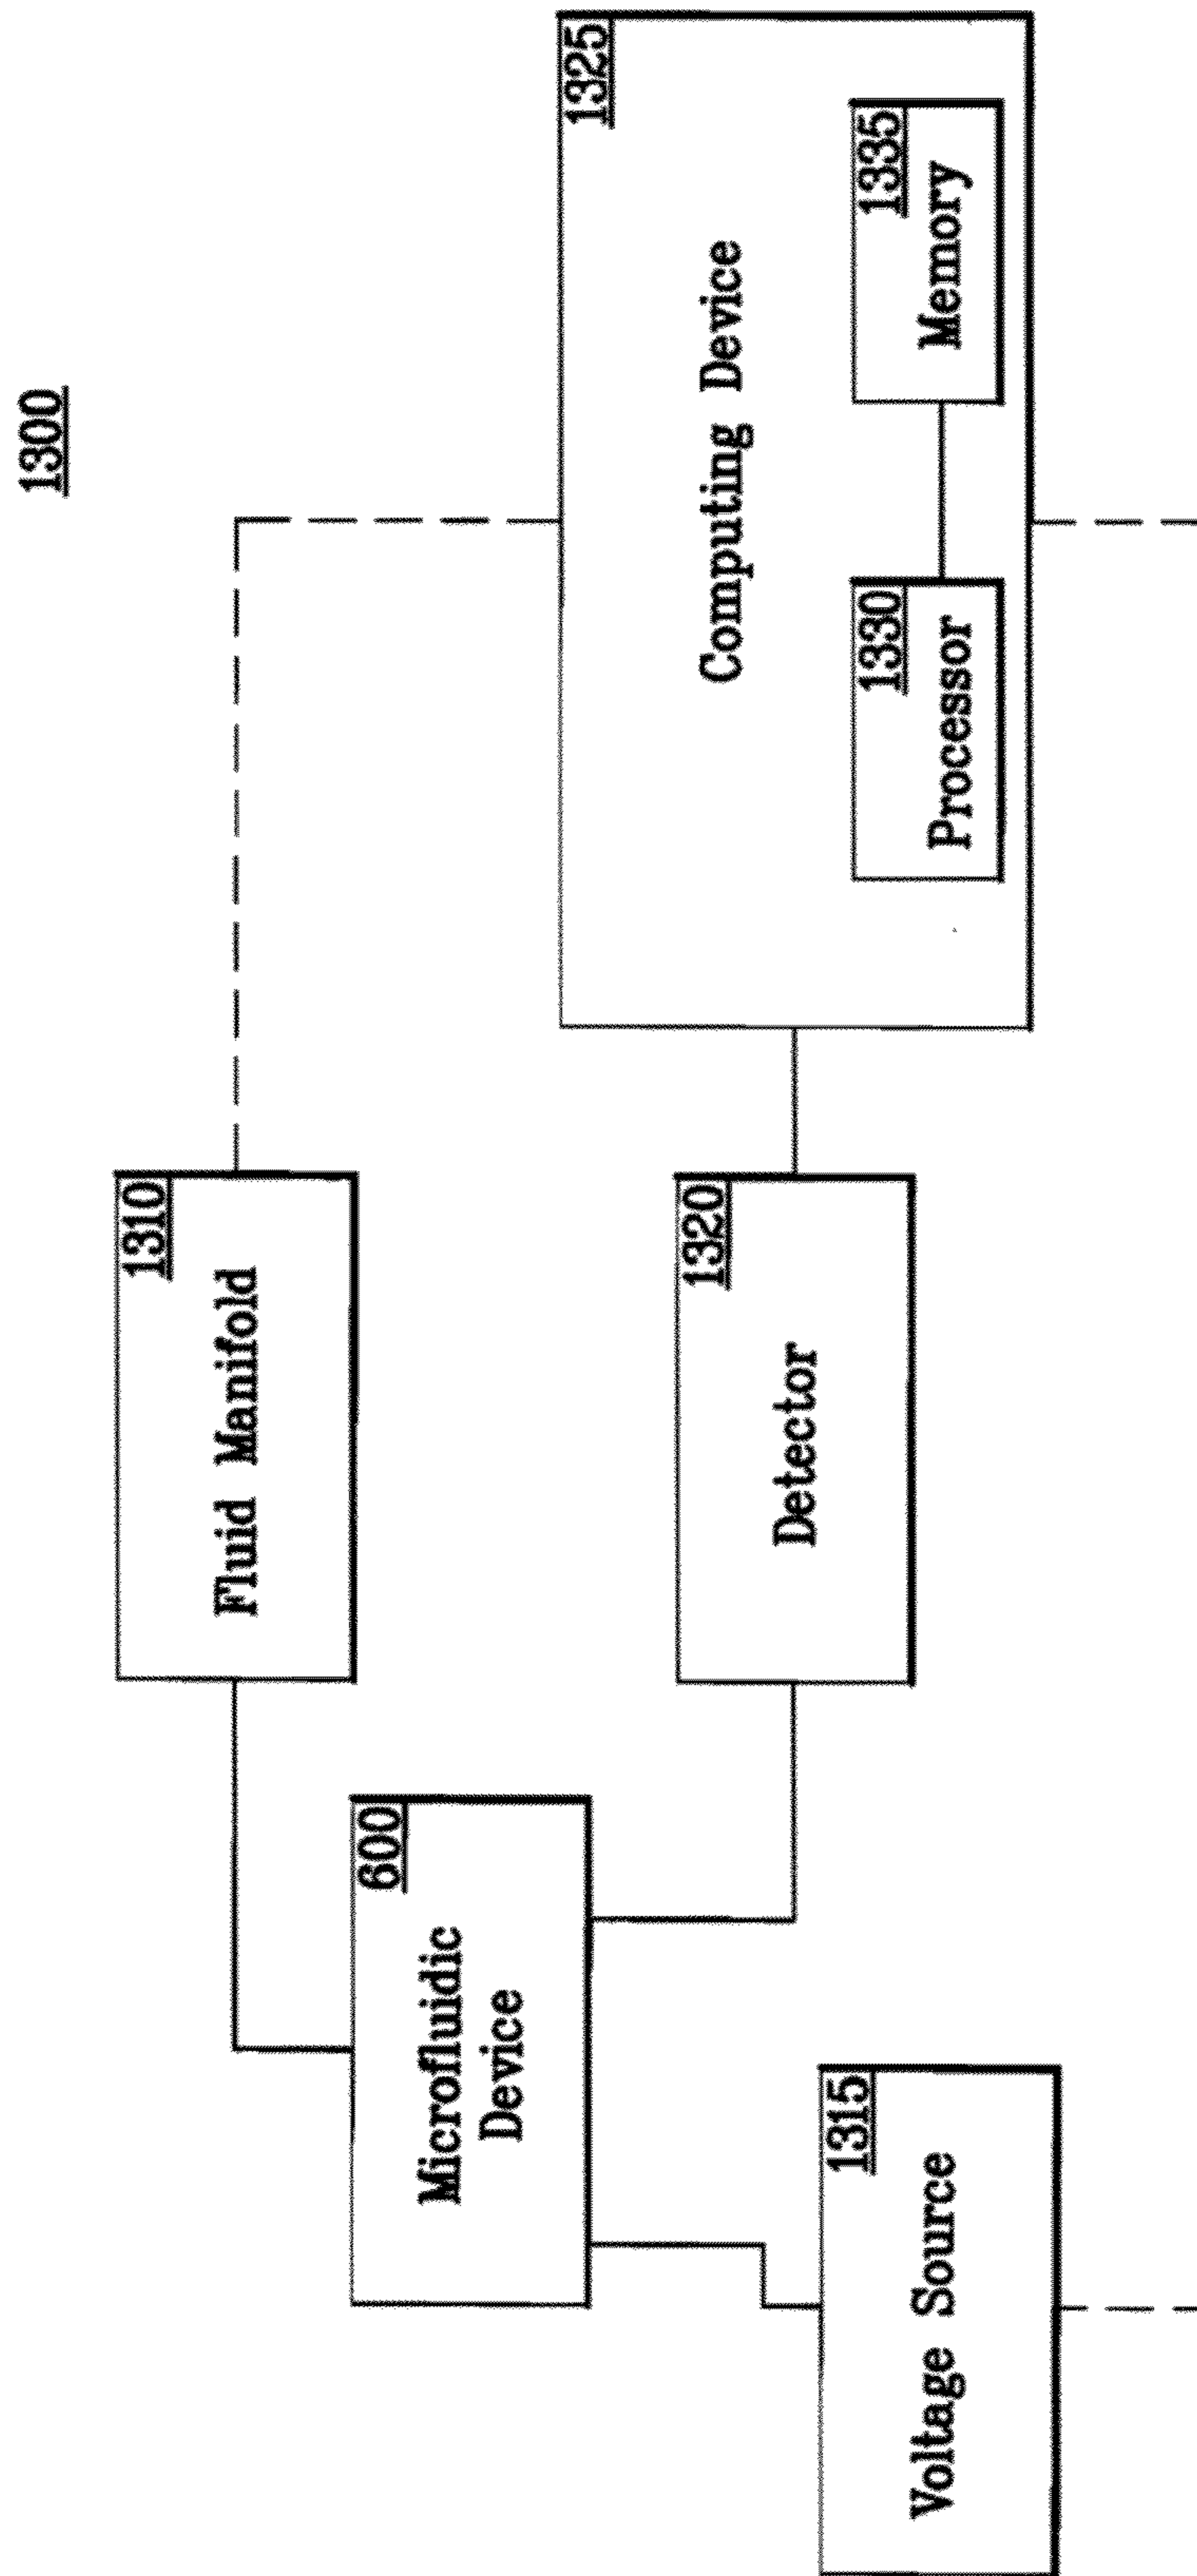 1300
1310
Fluid Manifold
600
Microfluidic
Device
1320
Detector
1325
Computing Device
1330
Processor
1335
Memory
1315
Voltage Source